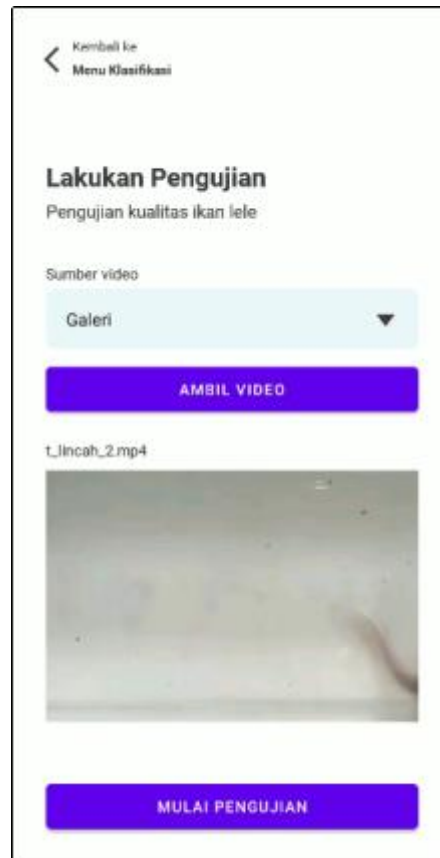 Kembali ke
Menu Klasifikasi
Lakukan Pengujian
Pengujian kualitas ikan lele
Sumber video
Galeri
AMBIL VIDEO
t_lincah_2.mp4
MULAI PENGUJIAN